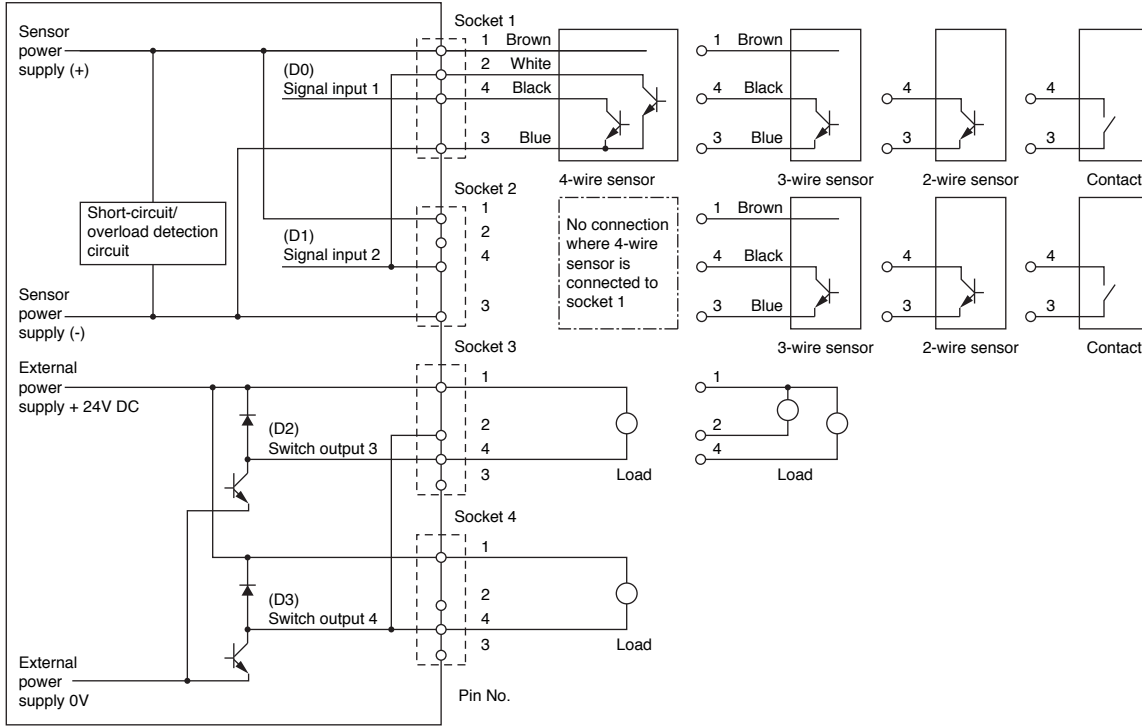 Sensor
power
supply (+)
(D0)
Signal input 1
Socket 1
1 Brown
2 White
4 Black
3 Blue
4-wire sensor
1 Brown
4 Black
3 Blue
3-wire sensor
4
3
2-wire sensor
4
3
Contact
Short-circuit/
overload detection
circuit
(D1)
Signal input 2
Socket 2
1
2
4
3
No connection
where 4-wire
sensor is
connected to
socket 1
1 Brown
4 Black
3 Blue
3-wire sensor
4
3
2-wire sensor
4
3
Contact
Sensor
power
supply (-)
External
power
supply + 24V DC
(D2)
Switch output 3
Socket 3
1
2
4
3
Load
1
2
4
Load
(D3)
Switch output 4
Socket 4
1
2
4
3
Load
External
power
supply 0V
Pin No.